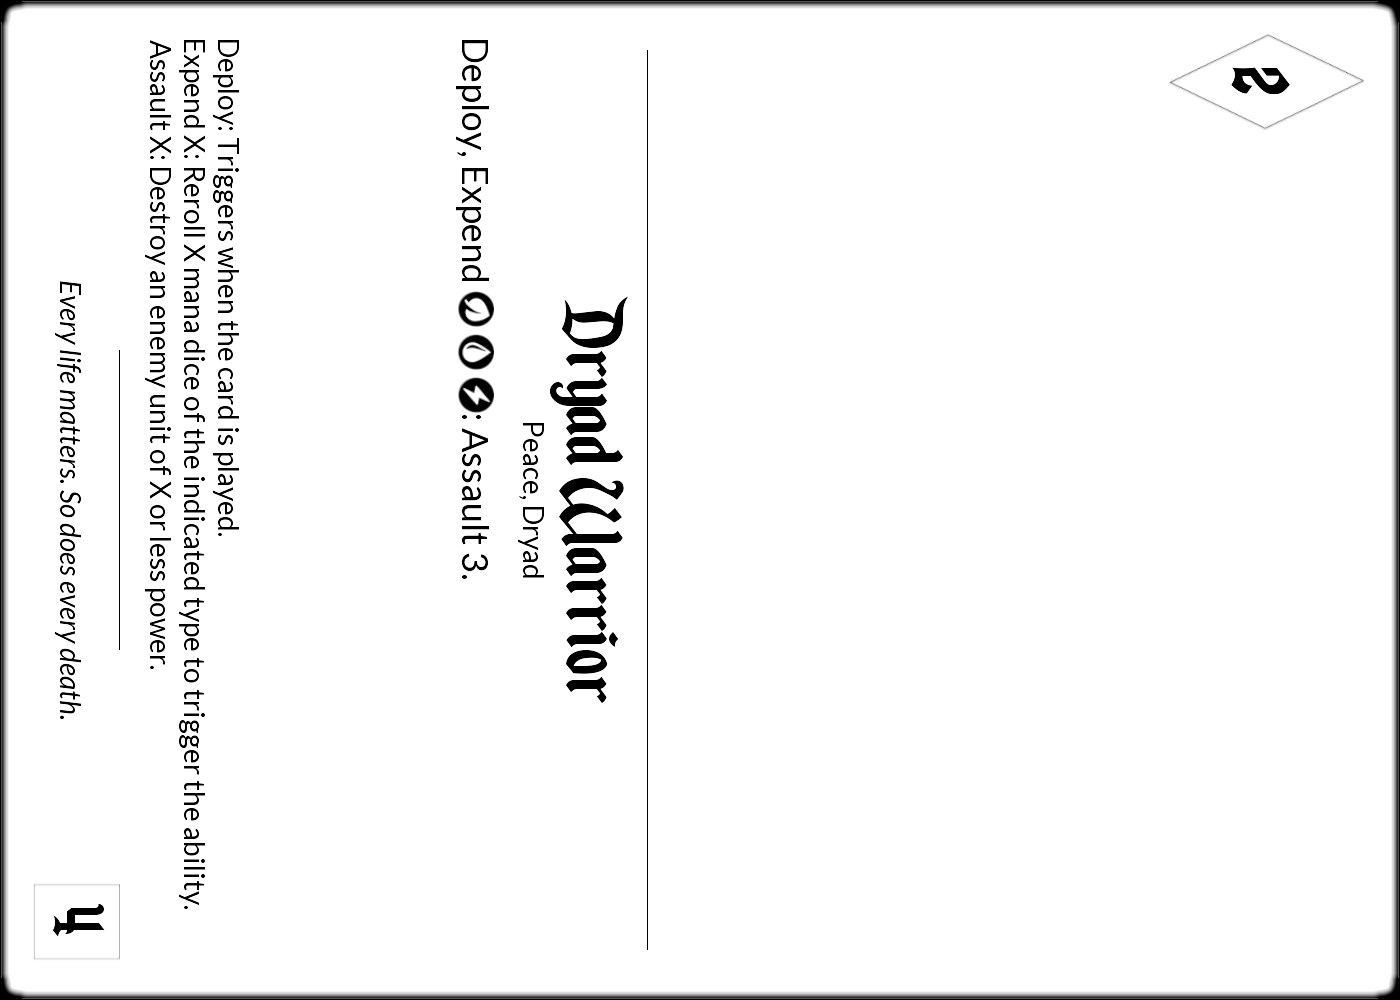 2
Dryad Warrior
Peace, Dryad
Deploy, Expend : Assault 3.
Deploy: Triggers when the card is played.
Expend X: Reroll X mana dice of the indicated type to trigger the ability.
Assault X: Destroy an enemy unit of X or less power.
Every life matters. So does every death.
4